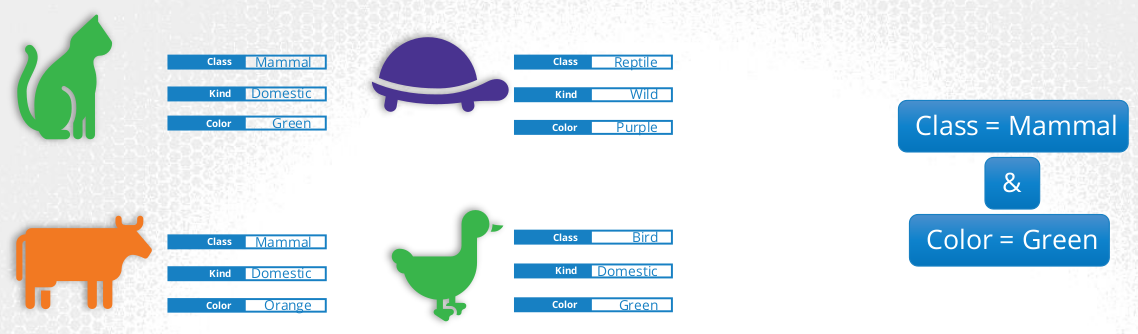 Class Mammal
Kind Domestic
Color Green
Class Reptile
Kind Wild
Color Purple
Class Mammal
Kind Domestic
Color Orange
Class Bird
Kind Domestic
Color Green
Class = Mammal
&
Color = Green